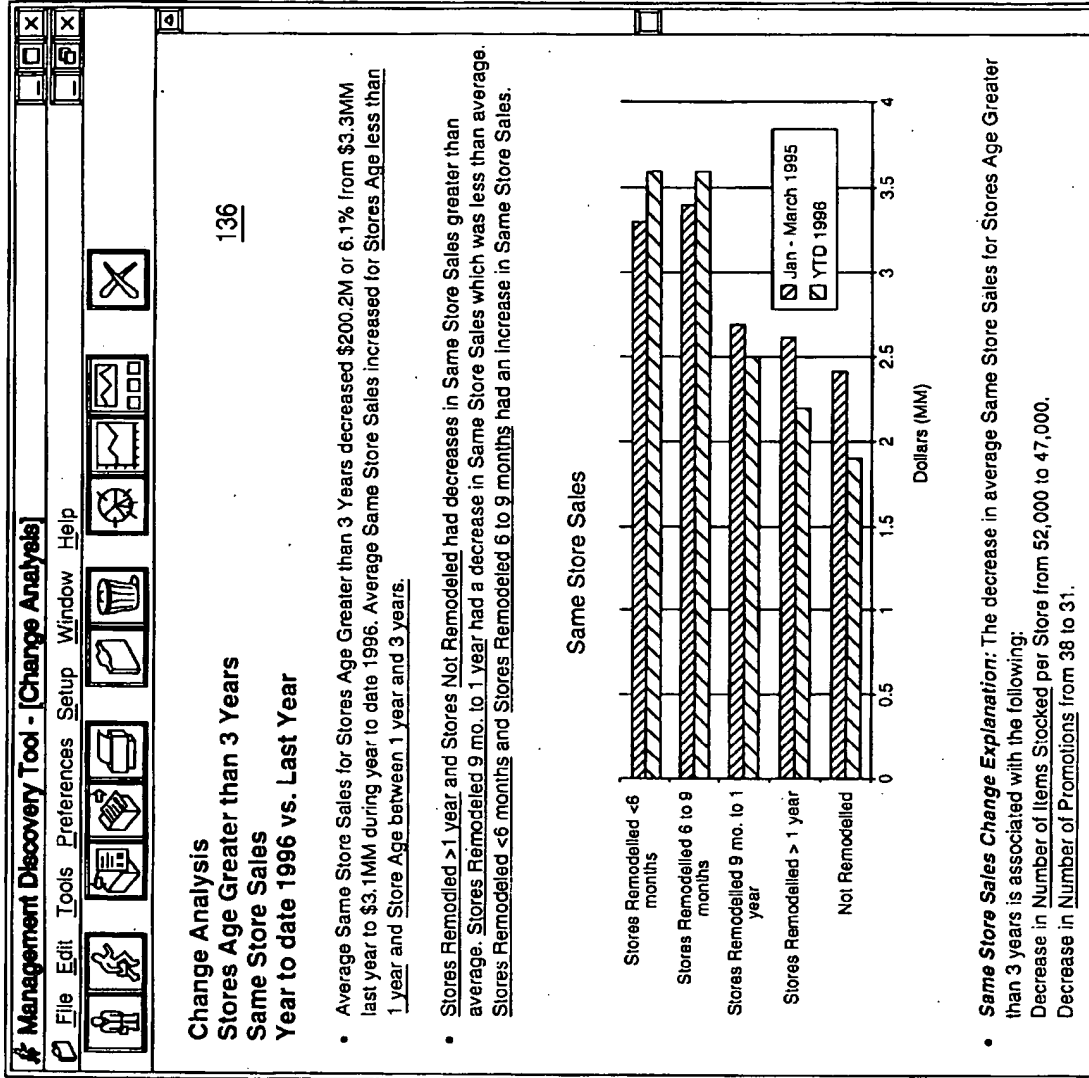 Management Discovery Tool - [Change Analysis]
File Edit Tools Preferences Setup Window Help
136
Change Analysis
Stores Age Greater than 3 Years
Same Store Sales
Year to date 1996 vs. Last Year
• Average Same Store Sales for Stores Age Greater than 3 Years decreased $200.2M or 6.1% from $3.3MM
last year to $3.1MM during year to date 1996. Average Same Store Sales increased for Stores Age less than
1 year and Store Age between 1 year and 3 years.
• Stores Remodled >1 year and Stores Not Remodeled had decreases in Same Store Sales greater than
average. Stores Remodeled 9 mo. to 1 year had a decrease in Same Store Sales which was less than average.
Stores Remodeled <6 months and Stores Remodeled 6 to 9 months had an increase in Same Store Sales.
Same Store Sales
Stores Remodelled <6
months
Stores Remodelled 6 to 9
months
Stores Remodelled 9 mo. to 1
year
Stores Remodelled > 1 year
Not Remodelled
Jan - March 1995
YTD 1996
0 0.5 1 1.5 2 2.5 3 3.5 4
Dollars (MM)
• Same Store Sales Change Explanation: The decrease in average Same Store Sales for Stores Age Greater
than 3 years is associated with the following:
Decrease in Number of Items Stocked per Store from 52,000 to 47,000.
Decrease in Number of Promotions from 38 to 31.